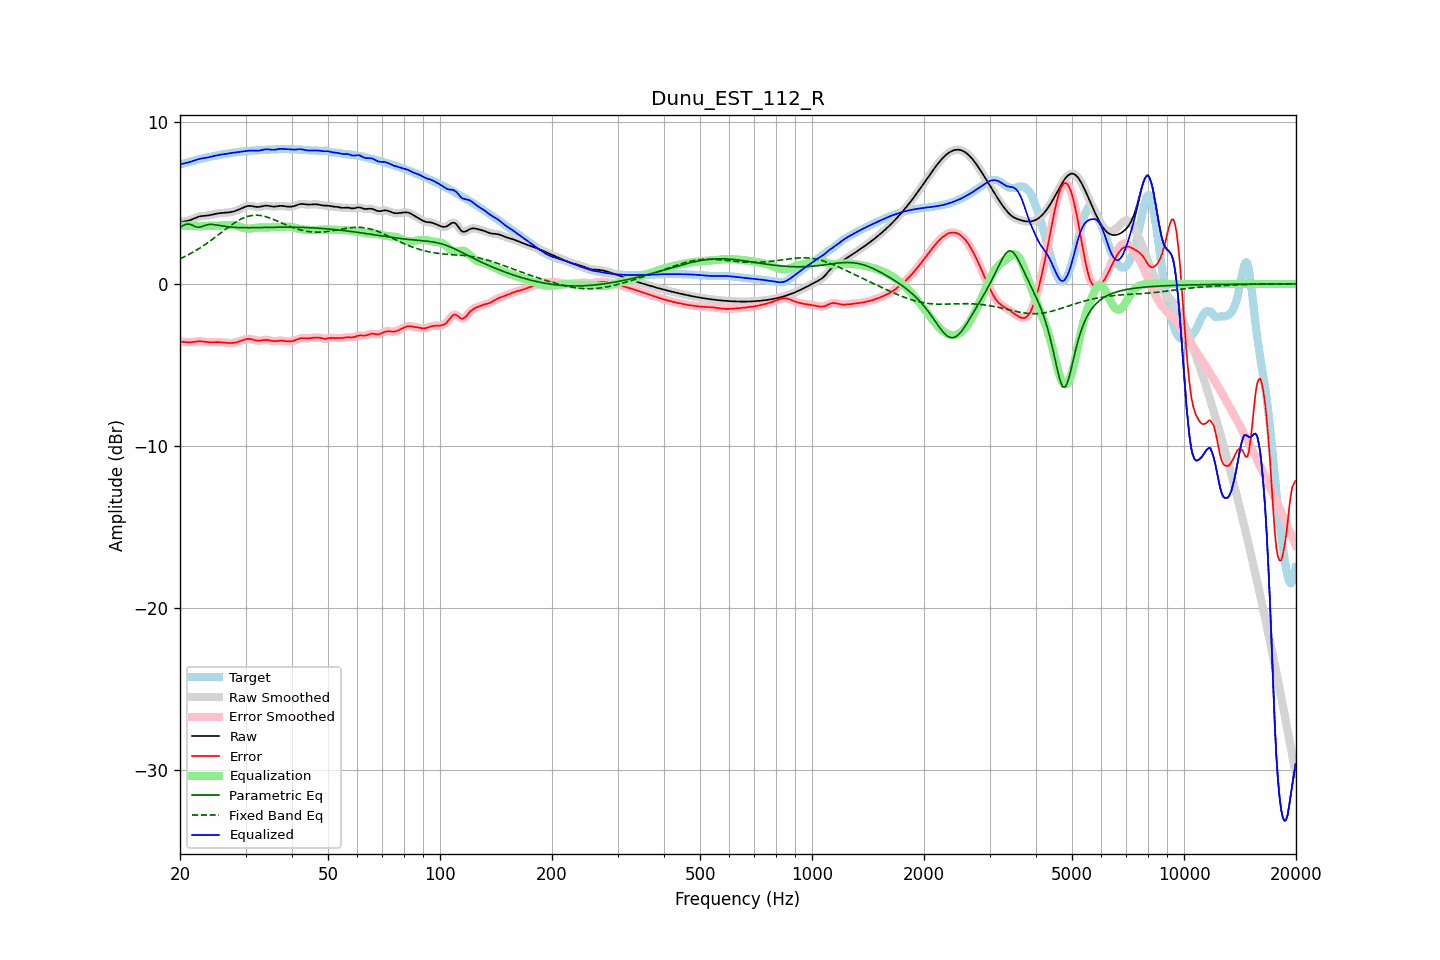 Dunu_EST_112_R
10
0
−10
−20
−30
Amplitude (dBr)
Target
Raw Smoothed
Error Smoothed
Raw
Error
Equalization
Parametric Eq
Fixed Band Eq
Equalized
20 50 100 200 500 1000 2000 5000 10000 20000
Frequency (Hz)